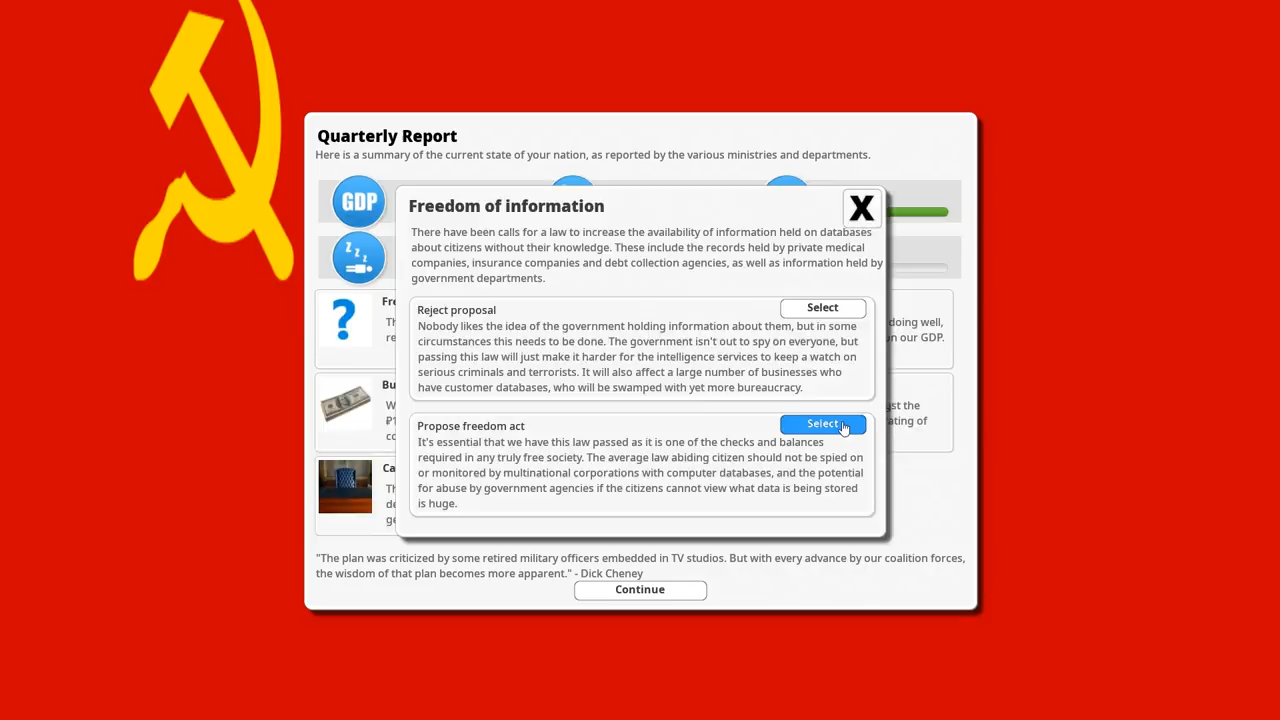 Quarterly Report
Here is a summary of the current state of your nation, as reported by the various ministries and departments.
GDP
Freedom of information
X
There have been calls for a law to increase the availability of information held on databases
about citizens without their knowledge. These include the records held by private medical
companies, insurance companies and debt collection agencies, as well as information held by
government departments.
Reject proposal
Select
Nobody likes the idea of the government holding information about them, but in some
circumstances this needs to be done. The government isn't out to spy on everyone, but
passing this law will just make it harder for the intelligence services to keep a watch on
serious criminals and terrorists. It will also affect a large number of businesses who
have customer databases, who will be swamped with yet more bureaucracy.
Propose freedom act
Select
It's essential that we have this law passed as it is one of the checks and balances
required in any truly free society. The average law abiding citizen should not be spied on
or monitored by multinational corporations with computer databases, and the potential
for abuse by government agencies if the citizens cannot view what data is being stored
is huge.
doing well,
our GDP.
the
of
"The plan was criticized by some retired military officers embedded in TV studios. But with every advance by our coalition forces,
the wisdom of that plan becomes more apparent." - Dick Cheney
Continue